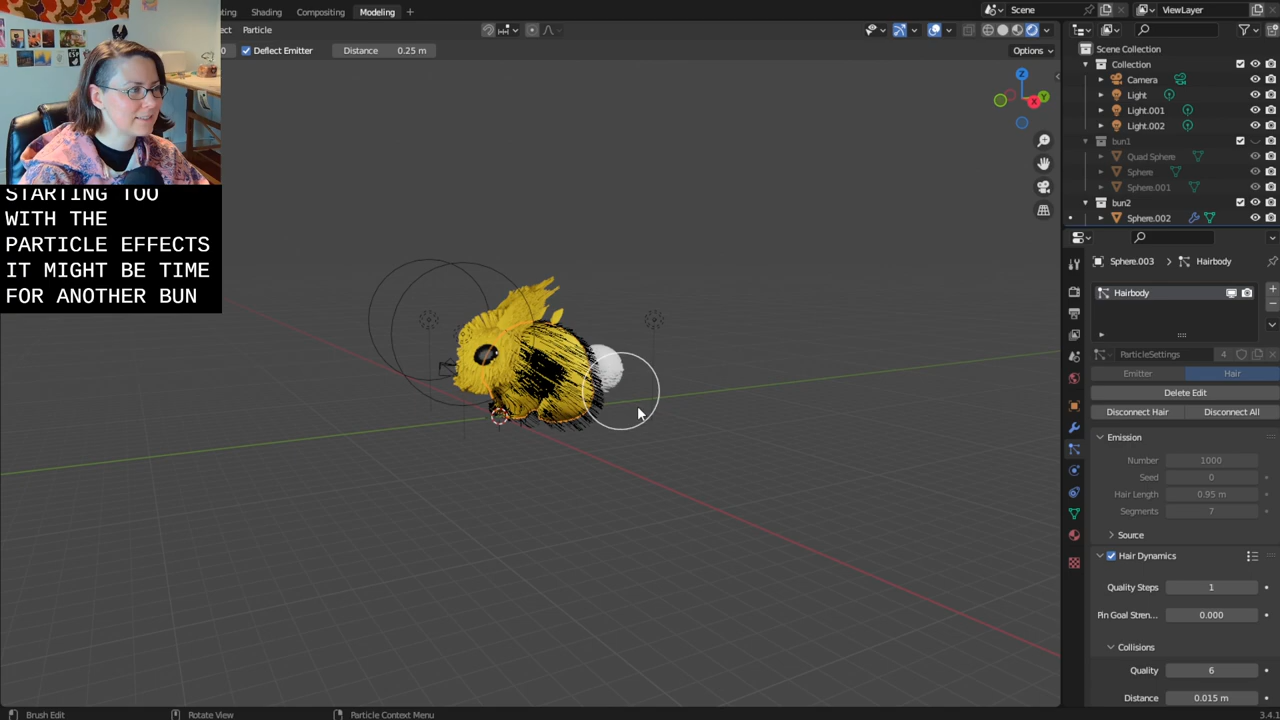 Shading Compositing Modeling +
Scene
ViewLayer
Particle
Deflect Emitter
Distance 0.25 m
Options
STARTING TOO
WITH THE
PARTICLE EFFECTS
IT MIGHT BE TIME
FOR ANOTHER BUN
Scene Collection
Collection
Camera
Light
Light.001
Light.002
bun1
Quad Sphere
Sphere
Sphere.001
bun2
Sphere.002
Sphere.003 > Hairbody
Hairbody
ParticleSettings 4
Emitter Hair
Delete Edit
Disconnect Hair Disconnect All
Emission
Number 1000
Seed 0
Hair Length 0.95 m
Segments 7
Source
Hair Dynamics
Quality Steps 1
Pin Goal Stren... 0.000
Collisions
Quality 6
Distance 0.015 m
Brush Edit Rotate View Particle Context Menu
3.4.1
Z
Y
X